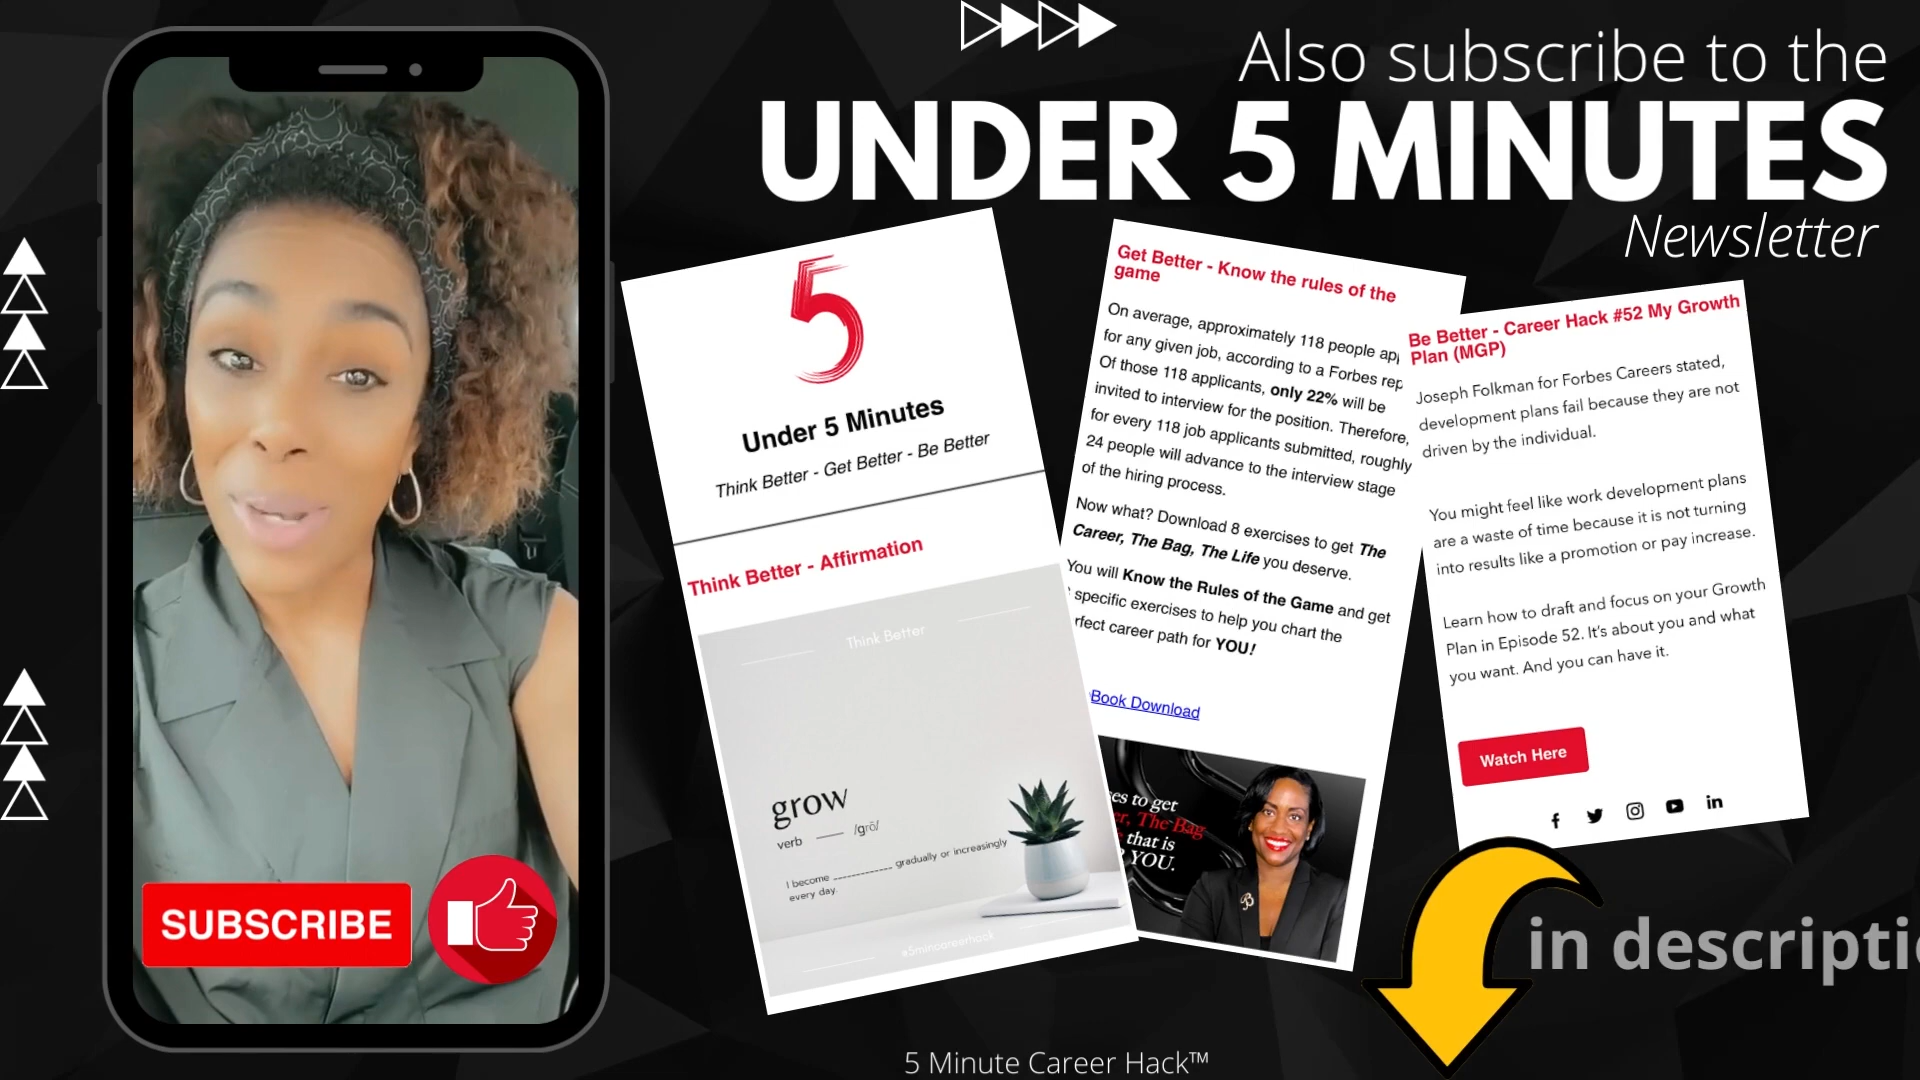 Also subscribe to the
UNDER 5 MINUTES
Newsletter
SUBSCRIBE
5
Under 5 Minutes
Think Better - Get Better - Be Better
Think Better - Affirmation
Think Better
grow
verb /grō/
I become _____________ gradually or increasingly
every day.
@5mincareerhack
Get Better - Know the rules of the
game
On average, approximately 118 people
for any given job, according to a Forbes
Of those 118 applicants, only 22% will be
invited to interview for the position. Therefore,
for every 118 job applicants submitted, roughly
24 people will advance to the interview stage
of the hiring process.
Now what? Download 8 exercises to get The
Career, The Bag, The Life you deserve.
You will Know the Rules of the Game and get
specific exercises to help you chart the
career path for YOU!
Book Download
to get
The Bag
that is
YOU.
B
Be Better - Career Hack #52 My Growth
Plan (MGP)
Joseph Folkman for Forbes Careers stated,
development plans fail because they are not
driven by the individual.
You might feel like work development plans
are a waste of time because it is not turning
into results like a promotion or pay increase.
Learn how to draft and focus on your Growth
Plan in Episode 52. It's about you and what
you want. And you can have it.
Watch Here
in descripti
5 Minute Career Hack™